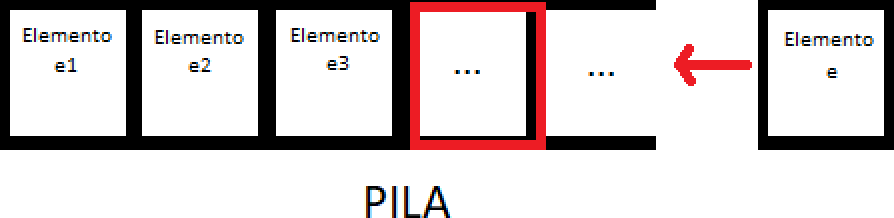 Elemento
e1
Elemento
e2
Elemento
e3
...
...
Elemento
e
PILA